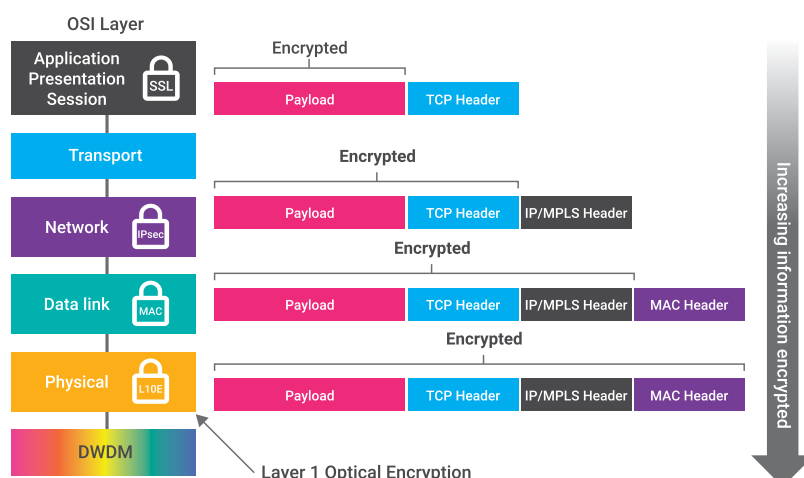 OSI Layer
Application
Presentation
Session
SSL
Encrypted
Payload
TCP Header
Transport
Encrypted
Network
IPsec
Payload
TCP Header
IP/MPLS Header
Encrypted
Data link
MAC
Payload
TCP Header
IP/MPLS Header
MAC Header
Encrypted
Physical
L10E
Payload
TCP Header
IP/MPLS Header
MAC Header
DWDM
Layer 1 Optical Encryption
Increasing information encrypted